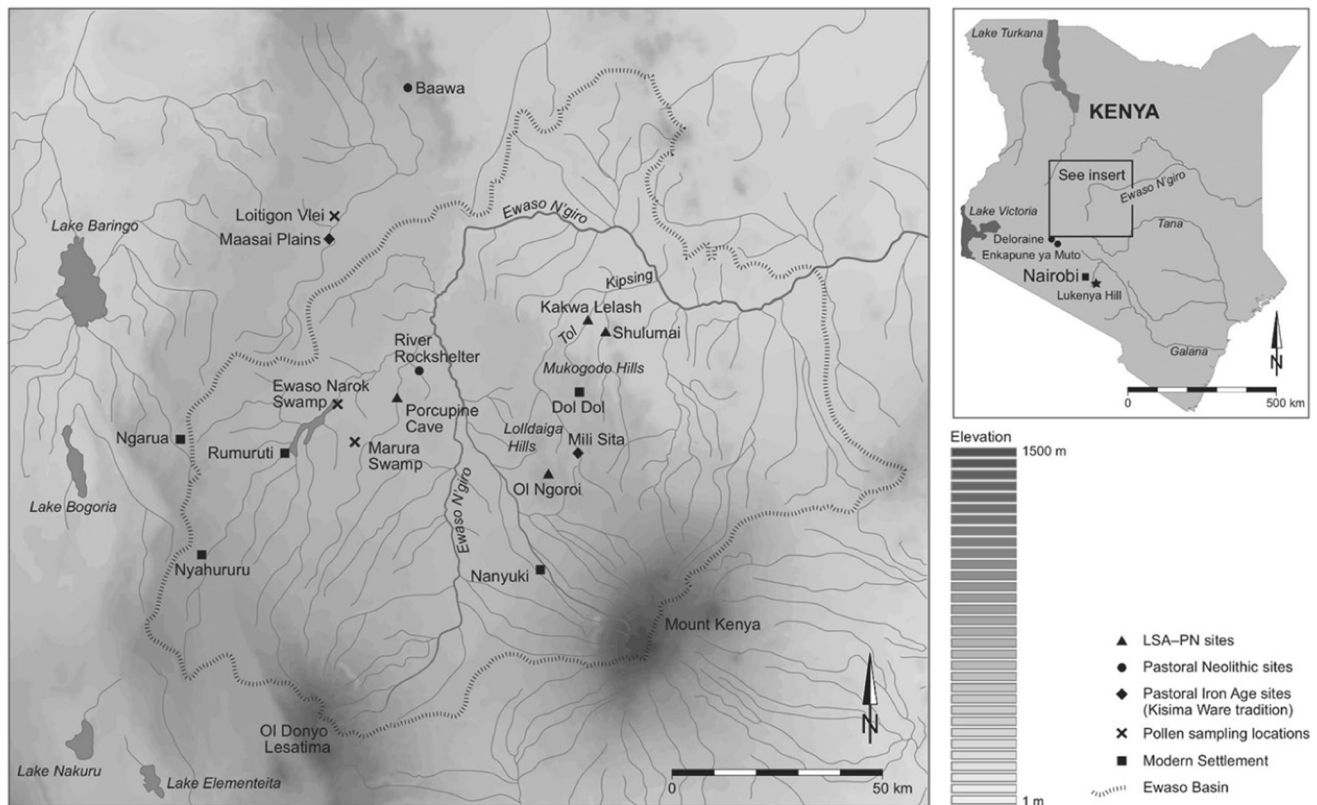 Baawa
Loitigon Vlei
Maasai Plains
Lake Baringo
Ewaso N'giro
Kipsing
Kakwa Lelash
Tol
Shulumai
River
Rockshelter
Mukogodo Hills
Ewaso Narok
Swamp
Dol Dol
Porcupine
Cave
Lolldaiga
Hills
Ngarua
Rumuruti
Marura
Swamp
Mili Sita
Ol Ngoroi
Lake Bogoria
Ewaso N'giro
Nyahururu
Nanyuki
Mount Kenya
Ol Donyo
Lesatima
Lake Nakuru
Lake Elementeita
N
0
50 km
Lake Turkana
KENYA
See insert
Ewaso N'giro
Lake Victoria
Tana
Deloraine
Enkapune ya Muto
Nairobi
Lukenya Hill
Galana
N
0
500 km
Elevation
1500 m
1 m
LSA–PN sites
Pastoral Neolithic sites
Pastoral Iron Age sites
(Kisima Ware tradition)
Pollen sampling locations
Modern Settlement
Ewaso Basin